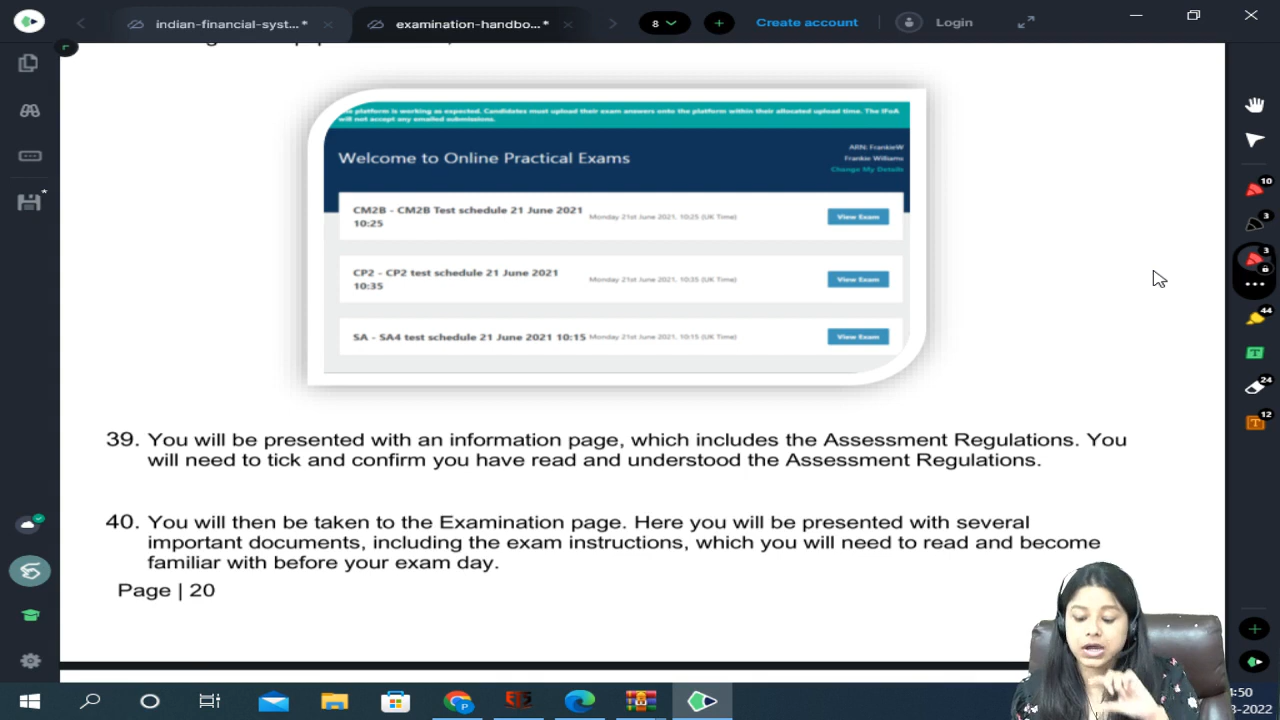 indian-financial-syst...*
examination-handbo...*
8
Create account
Login
platform is working as expected. Candidates must upload their exam answers onto the platform within their allocated upload time. The IFoA
will not accept any emailed submissions.
Welcome to Online Practical Exams
ARN: FrankieW
Frankie Williams
Change My Details
CM2B - CM2B Test schedule 21 June 2021
10:25
Monday 21st June 2021, 10:25 (UK Time)
View Exam
CP2 - CP2 test schedule 21 June 2021
10:35
Monday 21st June 2021, 10:35 (UK Time)
View Exam
SA - SA4 test schedule 21 June 2021 10:15
Monday 21st June 2021, 10:15 (UK Time)
View Exam
39. You will be presented with an information page, which includes the Assessment Regulations. You
will need to tick and confirm you have read and understood the Assessment Regulations.
40. You will then be taken to the Examination page. Here you will be presented with several
important documents, including the exam instructions, which you will need to read and become
familiar with before your exam day.
Page | 20
10
3
3
44
T
24
12
T
P
4:50
3-2022